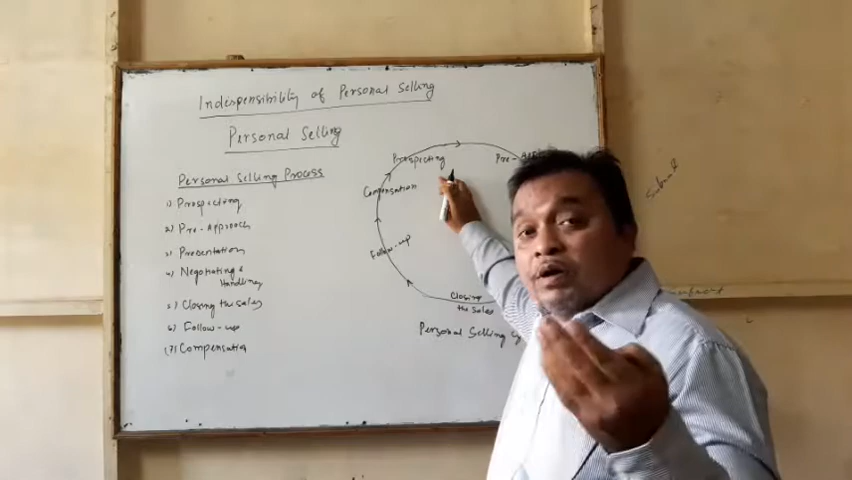 Indispensibility of Personal Selling
Personal Selling
Personal Selling Process
1) Prospecting
2) Pre-Approach
3) Presentation
4) Negotiating &
Handling
5) Closing the sales
6) Follow-up
(7) Compensation
Prospecting
Pre-
Compensation
Follow-up
Closing
the sales
Personal Selling